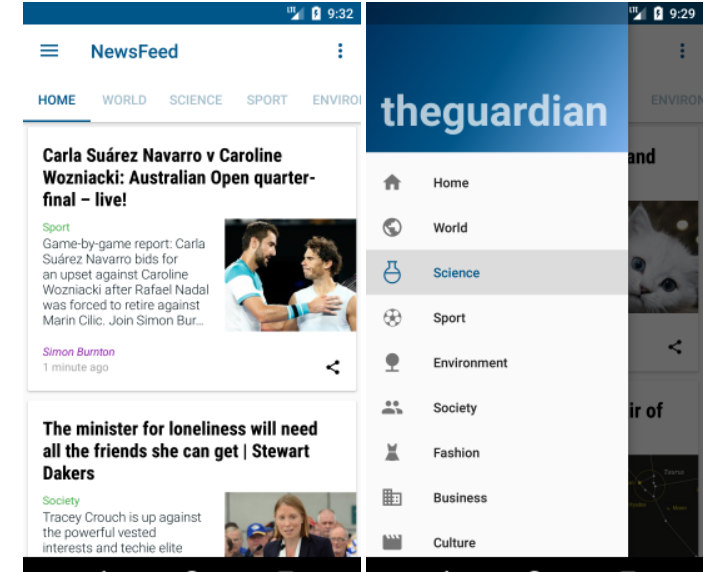 LTE 9:32
NewsFeed
HOME WORLD SCIENCE SPORT ENVIRO
Carla Suárez Navarro v Caroline
Wozniacki: Australian Open quarter-
final – live!
Sport
Game-by-game report: Carla
Suárez Navarro bids for
an upset against Caroline
Wozniacki after Rafael Nadal
was forced to retire against
Marin Cilic. Join Simon Bur...
Simon Burnton
1 minute ago
The minister for loneliness will need
all the friends she can get | Stewart
Dakers
Society
Tracey Crouch is up against
the powerful vested
interests and techie elite
LTE 9:29
theguardian
ENVIRON
Home
World
Science
Sport
Environment
Society
Fashion
Business
Culture
and
ir of
Taurus